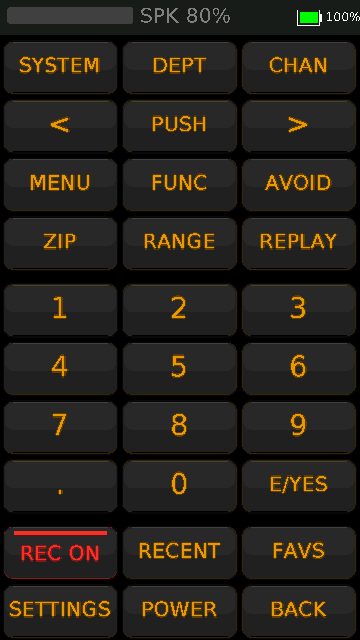 SPK 80% 100%
SYSTEM DEPT CHAN
< PUSH >
MENU FUNC AVOID
ZIP RANGE REPLAY
1 2 3
4 5 6
7 8 9
. 0 E/YES
REC ON RECENT FAVS
SETTINGS POWER BACK